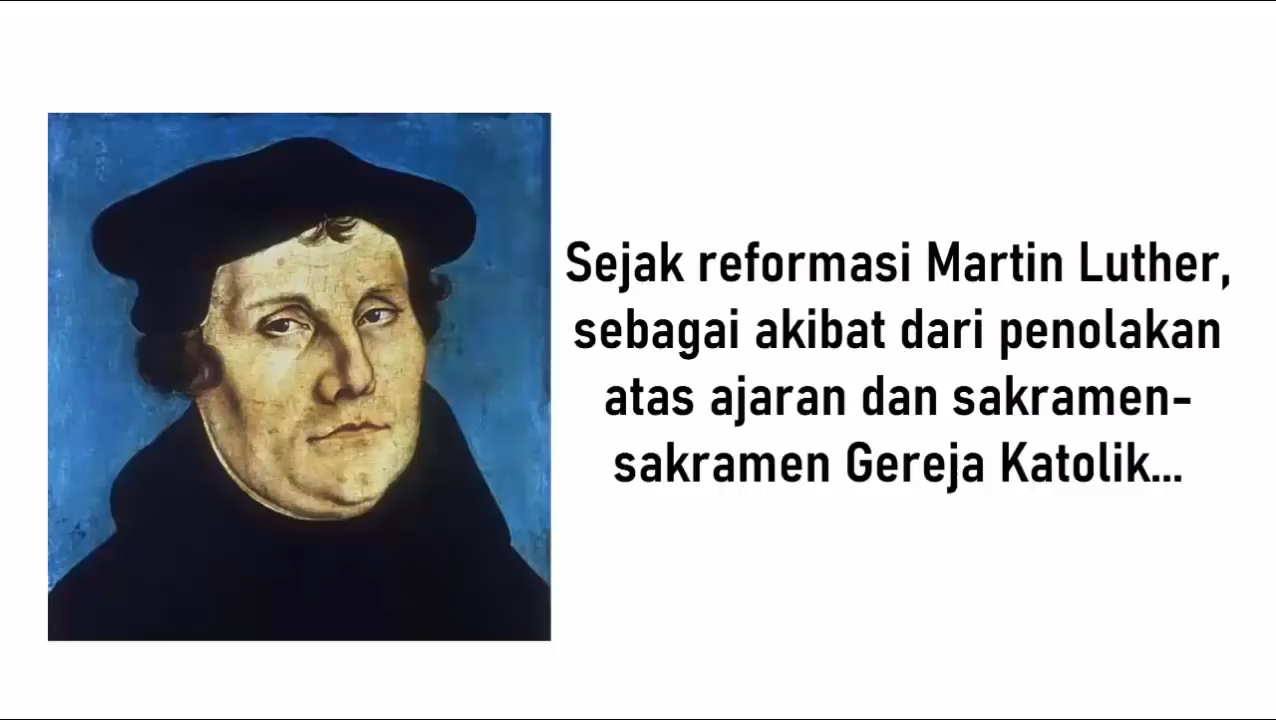 Sejak reformasi Martin Luther,
sebagai akibat dari penolakan
atas ajaran dan sakramen-
sakramen Gereja Katolik...